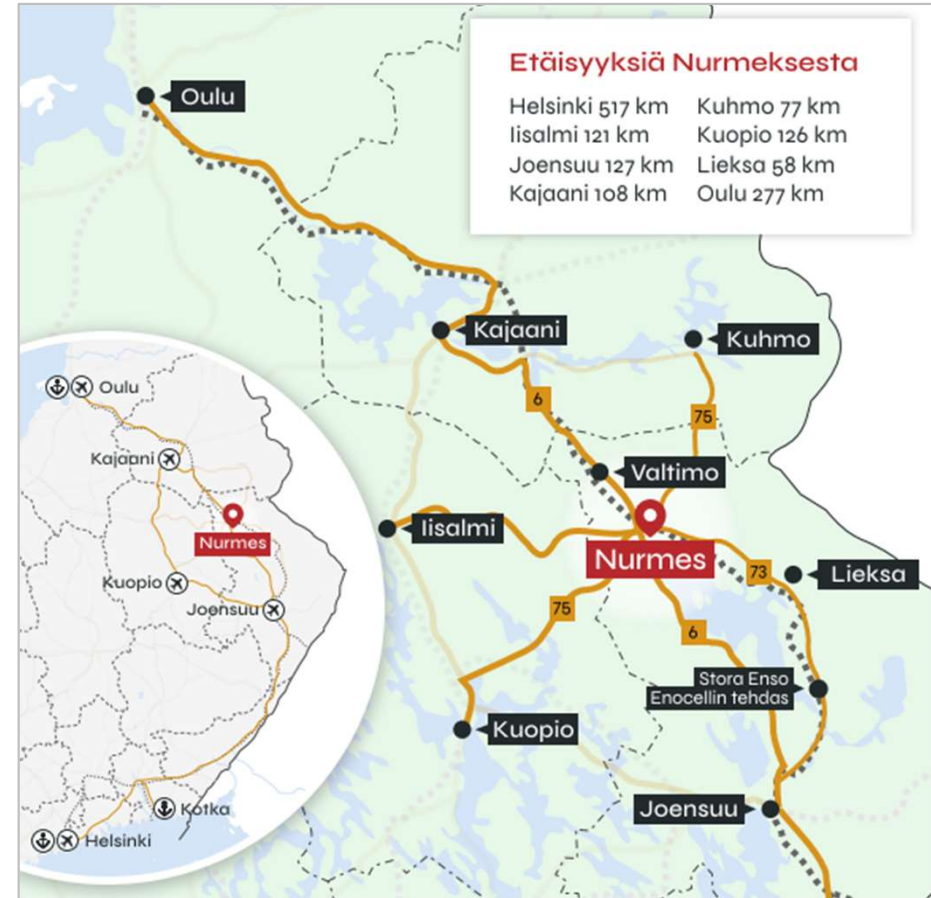 Etäisyyksiä Nurmeksesta
Helsinki 517 km
Kuhmo 77 km
Iisalmi 121 km
Kuopio 126 km
Joensuu 127 km
Lieksa 58 km
Kajaani 108 km
Oulu 277 km
Oulu
Kajaani
Kuhmo
6
75
Valtimo
Iisalmi
Nurmes
73
Lieksa
75
6
Stora Enso
Enocellin tehdas
Kuopio
Joensuu
Oulu
Kajaani
Nurmes
Kuopio
Joensuu
Kotka
Helsinki